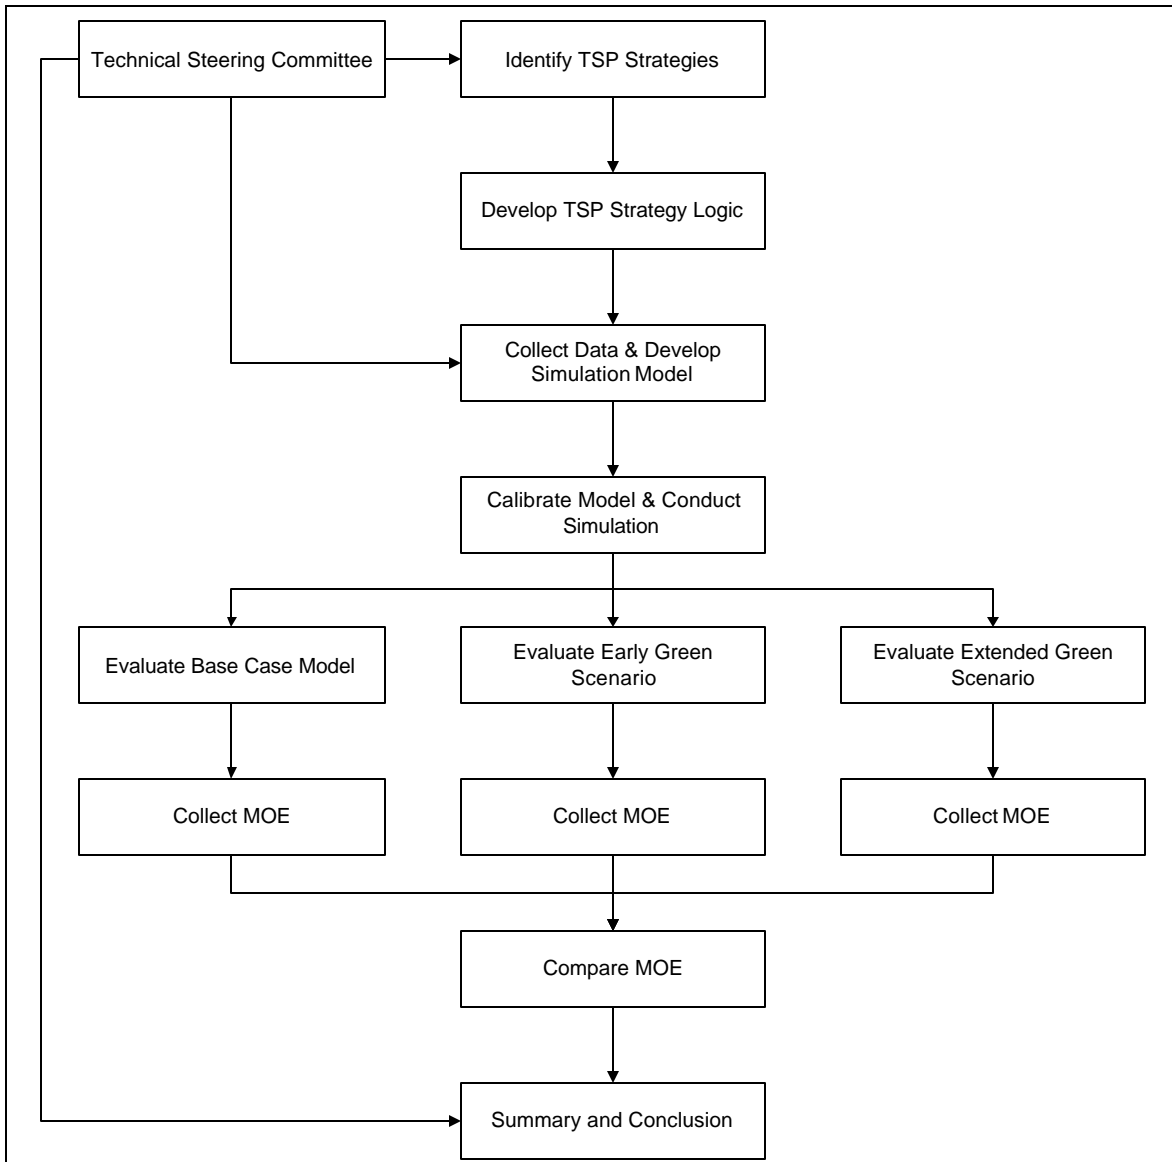 Technical Steering Committee
Identify TSP Strategies
Develop TSP Strategy Logic
Collect Data & Develop
Simulation Model
Calibrate Model & Conduct
Simulation
Evaluate Base Case Model
Evaluate Early Green
Scenario
Evaluate Extended Green
Scenario
Collect MOE
Collect MOE
Collect MOE
Compare MOE
Summary and Conclusion